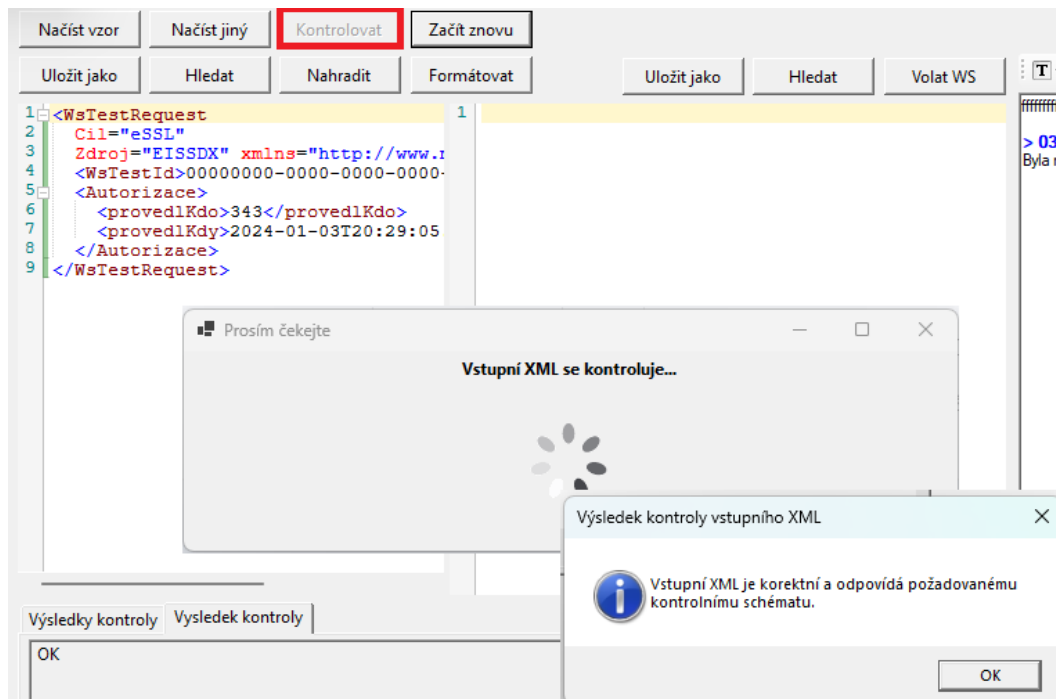 Načíst vzor Načíst jiný Kontrolovat Začít znovu
Uložit jako Hledat Nahradit Formátovat Uložit jako Hledat Volat WS T
1 <WsTestRequest
2 Cil="eSSL"
3 Zdroj="EISSDX" xmlns="http://www.
4 <WsTestId>00000000-0000-0000-0000-
5 <Autorizace>
6 <provedlKdo>343</provedlKdo>
7 <provedlKdy>2024-01-03T20:29:05
8 </Autorizace>
9 </WsTestRequest>
1
> 03
Byla
Prosím čekejte
Vstupní XML se kontroluje...
Výsledek kontroly vstupního XML
Vstupní XML je korektní a odpovídá požadovanému
kontrolnímu schématu.
OK
Výsledky kontroly Vysledek kontroly
OK